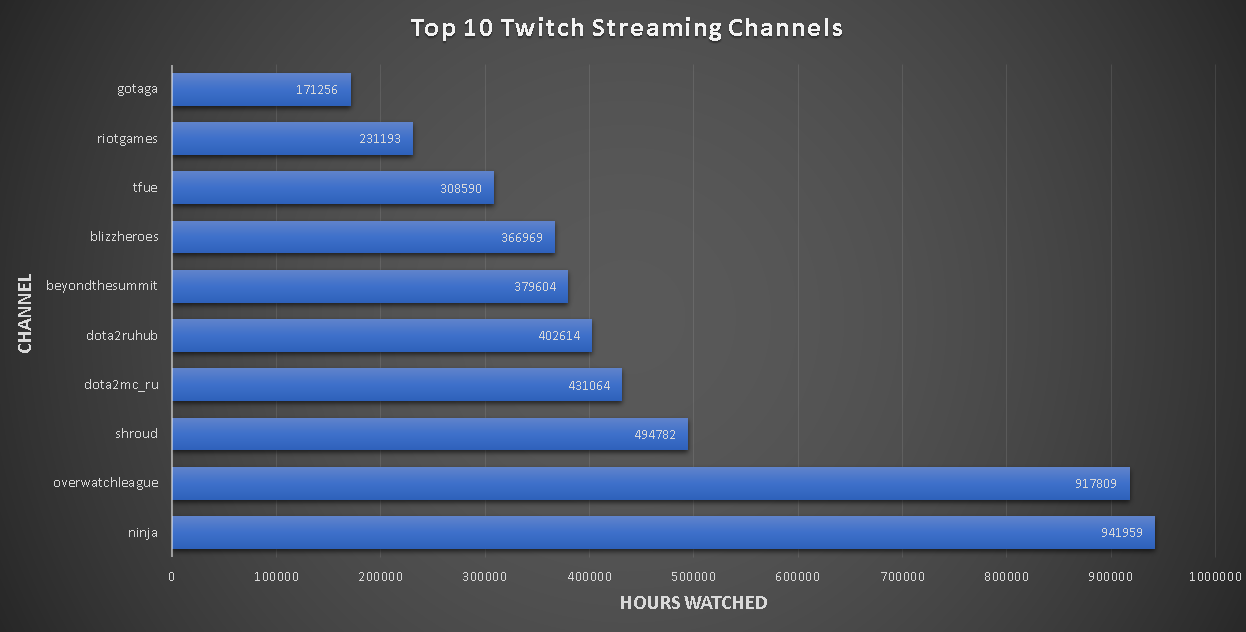 Top 10 Twitch Streaming Channels
gotaga 171256
riotgames 231193
tfue 308590
blizzheroes 366969
beyondthesummit 379604
dota2ruhub 402614
dota2mc_ru 431064
shroud 494782
overwatchleague 917809
ninja 941959
CHANNEL
0 100000 200000 300000 400000 500000 600000 700000 800000 900000 1000000
HOURS WATCHED